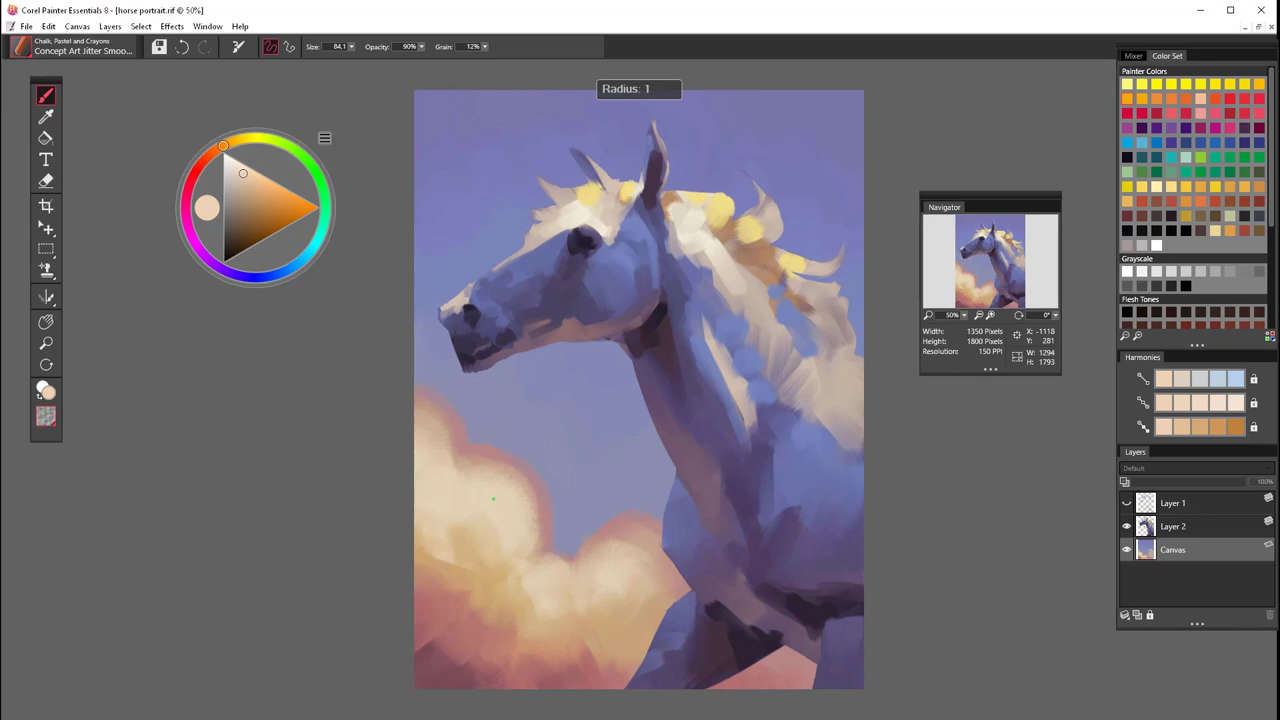 Corel Painter Essentials 8 - [horse portrait.rif @ 50%]
File Edit Canvas Layers Select Effects Window Help
Chalk, Pastel and Crayons
Concept Art Jitter Smoo...
Size: 84.1 Opacity: 90% Grain: 12%
Mixer Color Set
Painter Colors
Radius: 1
Navigator
Grayscale
Flesh Tones
50% 0°
Width: 1350 Pixels X: -1118
Height: 1800 Pixels Y: 281
Resolution: 150 PPI W: 1294
H: 1793
Harmonies
Layers
Default
100%
Layer 1
Layer 2
Canvas